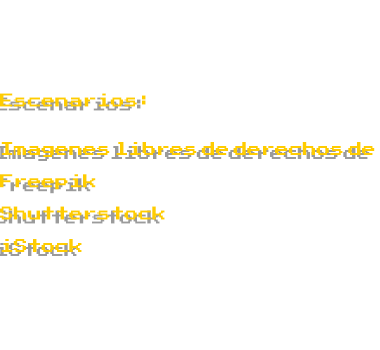 Escenarios:
Imagenes libres de derechos de
Freepik
Shutterstock
iStock